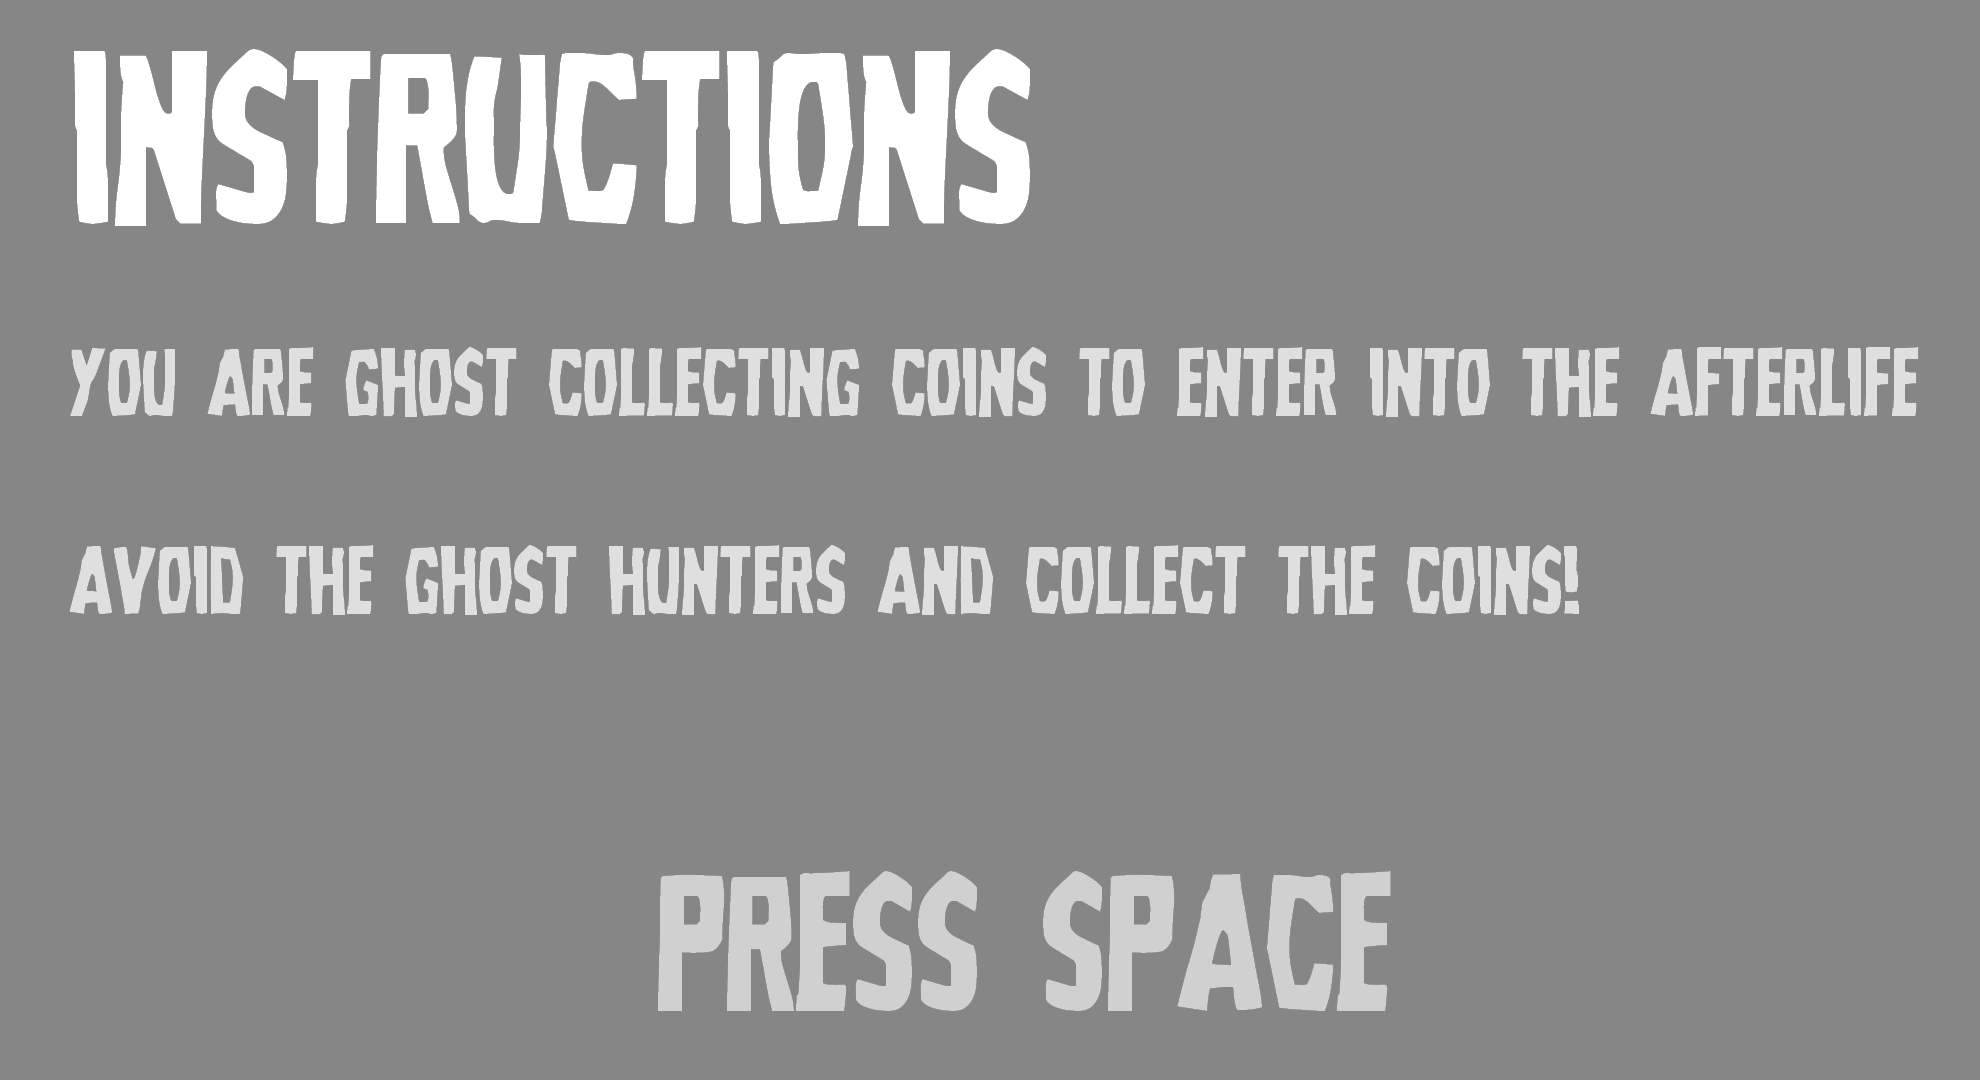 INSTRUCTIONS
YOU ARE GHOST COLLECTING COINS TO ENTER INTO THE AFTERLIFE
AVOID THE GHOST HUNTERS AND COLLECT THE COINS!
PRESS SPACE